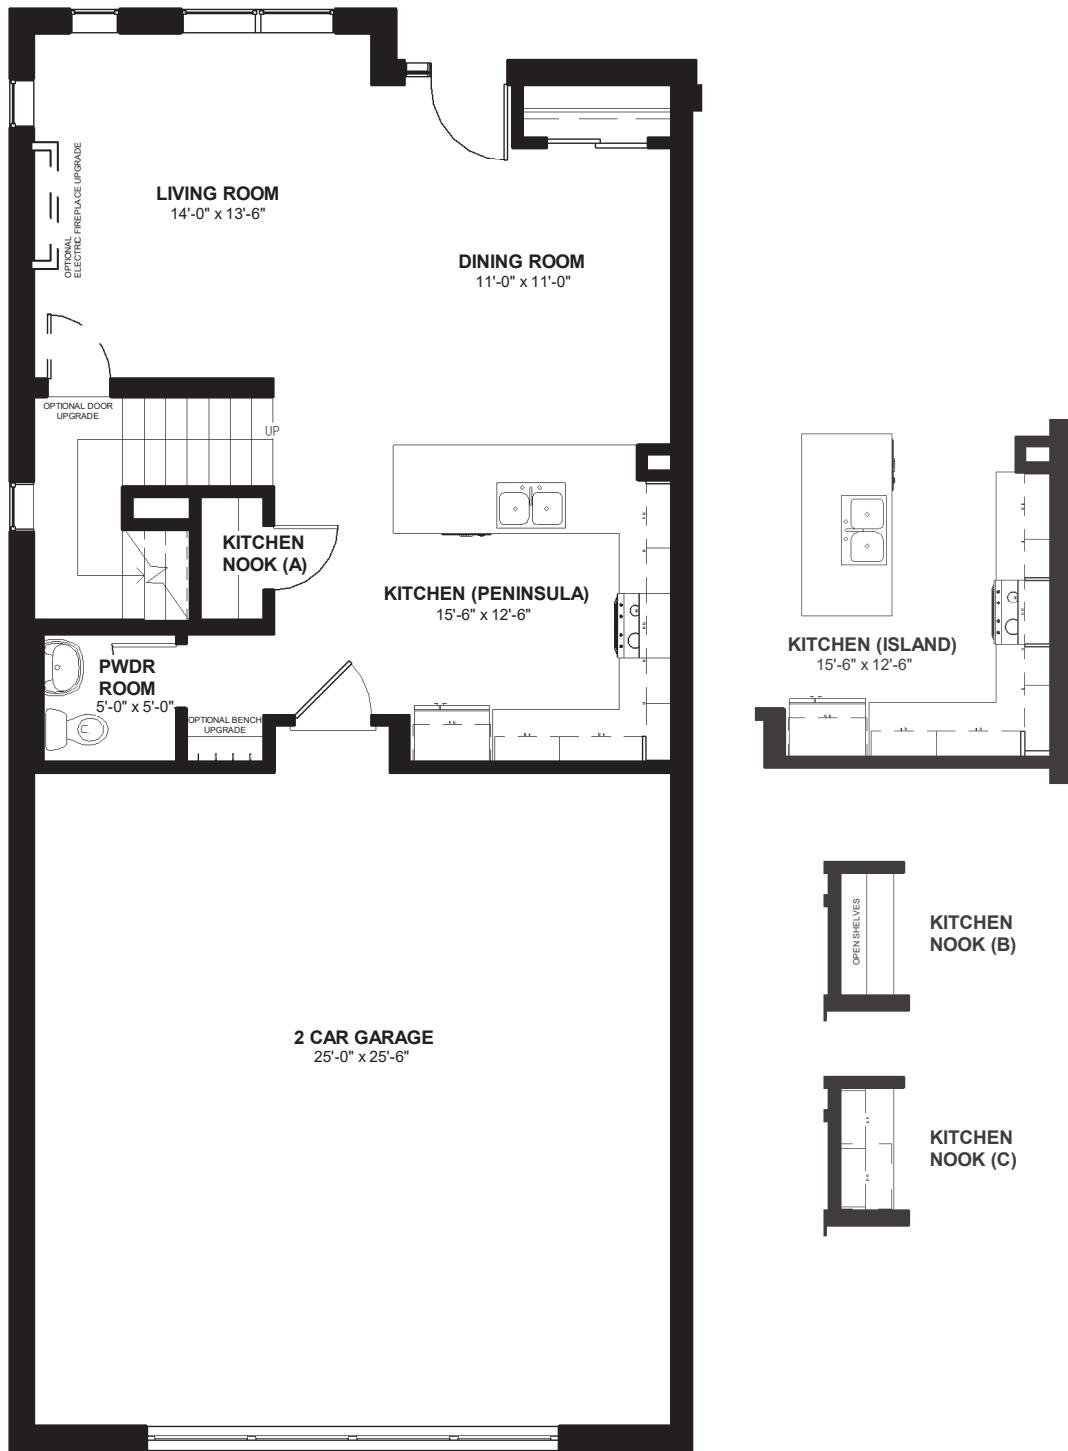 LIVING ROOM
14'-0" x 13'-6"
OPTIONAL
ELECTRIC FIREPLACE UPGRADE
DINING ROOM
11'-0" x 11'-0"
OPTIONAL DOOR
UPGRADE
UP
KITCHEN
NOOK (A)
KITCHEN (PENINSULA)
15'-6" x 12'-6"
KITCHEN (ISLAND)
15'-6" x 12'-6"
PWDR
ROOM
5'-0" x 5'-0"
OPTIONAL BENCH
UPGRADE
OPEN SHELVES
KITCHEN
NOOK (B)
2 CAR GARAGE
25'-0" x 25'-6"
KITCHEN
NOOK (C)